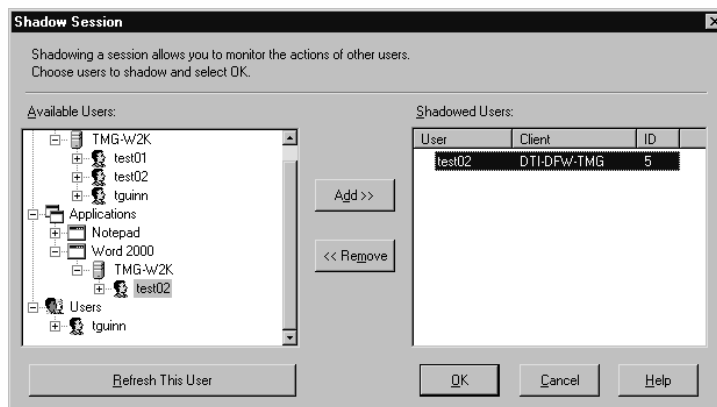 Shadow Session
Shadowing a session allows you to monitor the actions of other users.
Choose users to shadow and select OK.
Available Users:
TMG-W2K
test01
test02
tguinn
Applications
Notepad
Word 2000
TMG-W2K
test02
Users
tguinn
Refresh This User
Add >>
<< Remove
Shadowed Users:
User Client ID
test02 DTI-DFW-TMG 5
OK Cancel Help